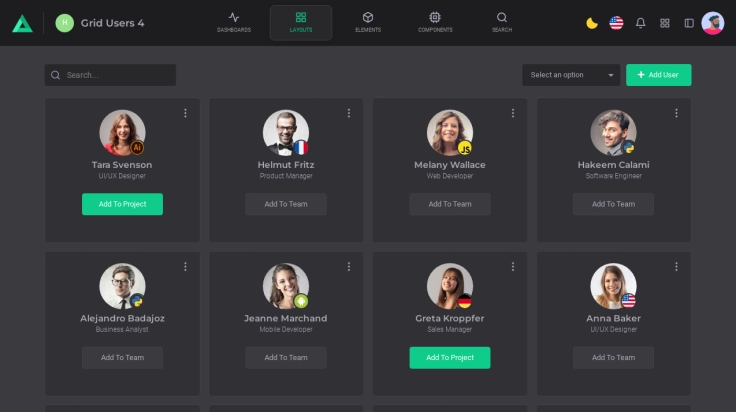 H Grid Users 4
DASHBOARDS
LAYOUTS
ELEMENTS
COMPONENTS
SEARCH
Search...
Select an option
+ Add User
Ai
JS
Tara Svenson
Helmut Fritz
Melany Wallace
Hakeem Calami
UI/UX Designer
Product Manager
Web Developer
Software Engineer
Add To Project
Add To Team
Add To Team
Add To Team
Alejandro Badajoz
Jeanne Marchand
Greta Kroppfer
Anna Baker
Business Analyst
Mobile Developer
Sales Manager
UI/UX Designer
Add To Team
Add To Team
Add To Project
Add To Team